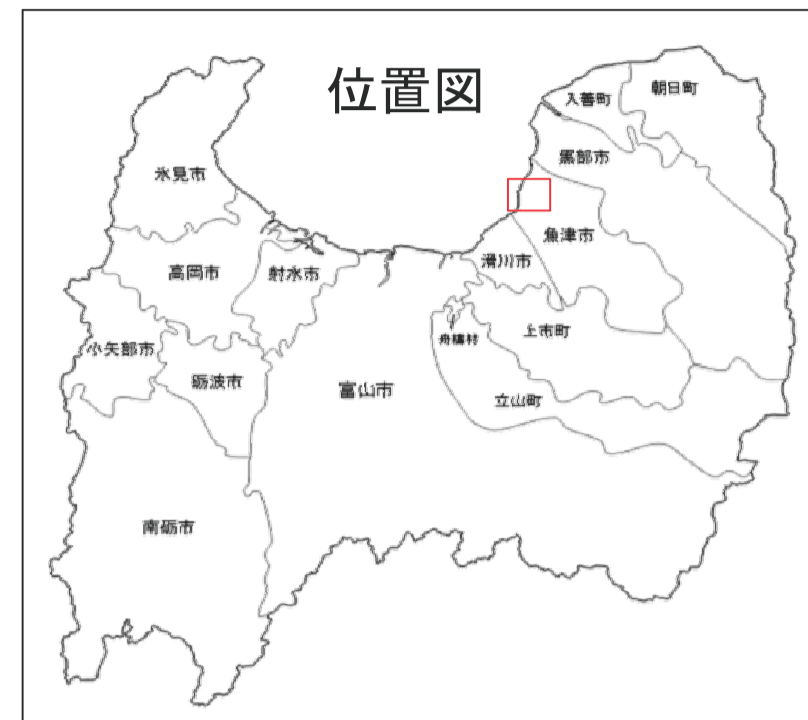 位置図
朝日町
入善町
黒部市
氷見市
魚津市
滑川市
高岡市
射水市
上市町
舟橋村
小矢部市
砺波市
富山市
立山町
南砺市